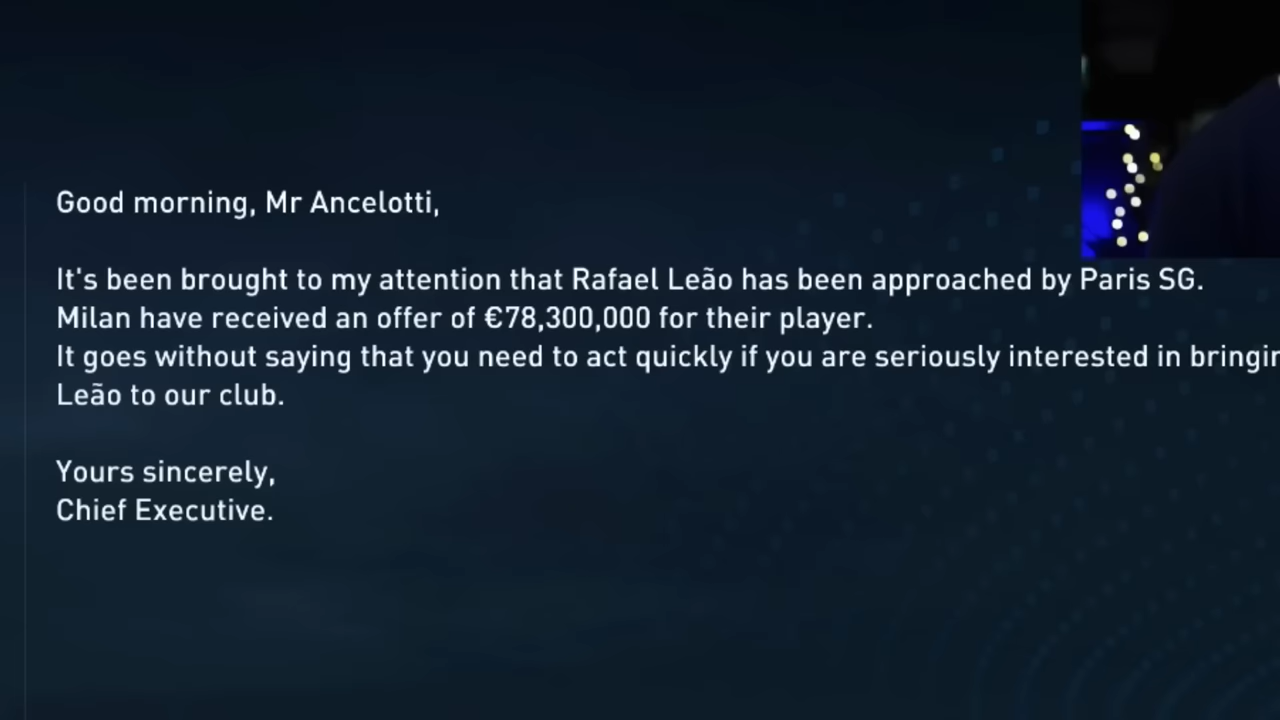 Good morning, Mr Ancelotti,
It's been brought to my attention that Rafael Leão has been approached by Paris SG.
Milan have received an offer of €78,300,000 for their player.
It goes without saying that you need to act quickly if you are seriously interested in
Leão to our club.
Yours sincerely,
Chief Executive.